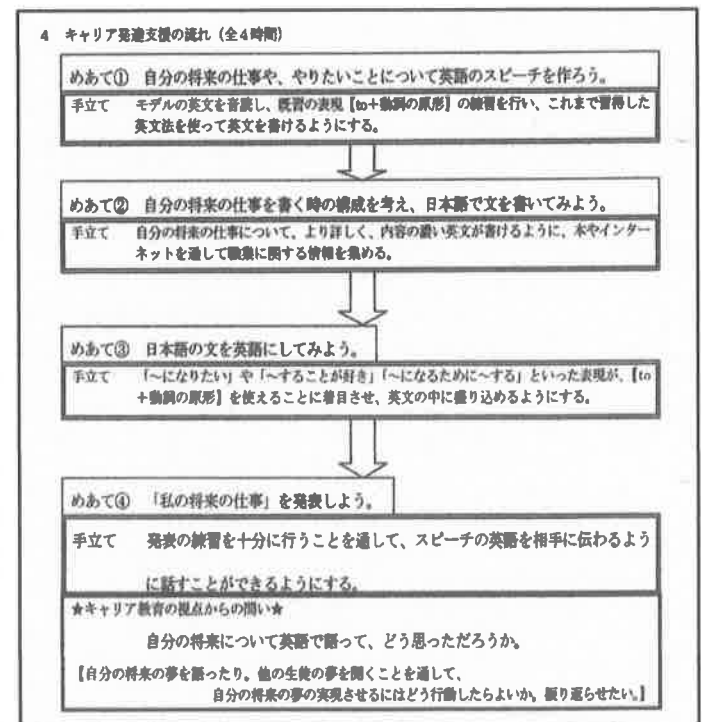 4 キャリア発達支援の流れ(全4時間)
めあて① 自分の将来の仕事や、やりたいことについて英語のスピーチを作ろう。
手立て モデルの英文を音読し、既習の表現【to+動詞の原形】の練習を行い、これまで習得した
英文法を使って英文を書けるようにする。
めあて② 自分の将来の仕事を書く時の構成を考え、日本語で文を書いてみよう。
手立て 自分の将来の仕事について、より詳しく、内容の濃い英文が書けるように、本やインター
ネットを通して職業に関する情報を集める。
めあて③ 日本語の文を英語にしてみよう。
手立て 「~になりたい」や「~することが好き」「~になるために~する」といった表現が、【to
+動詞の原形】を使えることに着目させ、英文の中に盛り込めるようにする。
めあて④ 「私の将来の仕事」を発表しよう。
手立て 発表の練習を十分に行うことを通して、スピーチの英語を相手に伝わるよう
に話すことができるようにする。
★キャリア教育の視点からの問い★
自分の将来について英語で語って、どう思っただろうか。
【自分の将来の夢を語ったり。他の生徒の夢を聞くことを通して、
自分の将来の夢の実現させるにはどう行動したらよいか。振り返らせたい。】